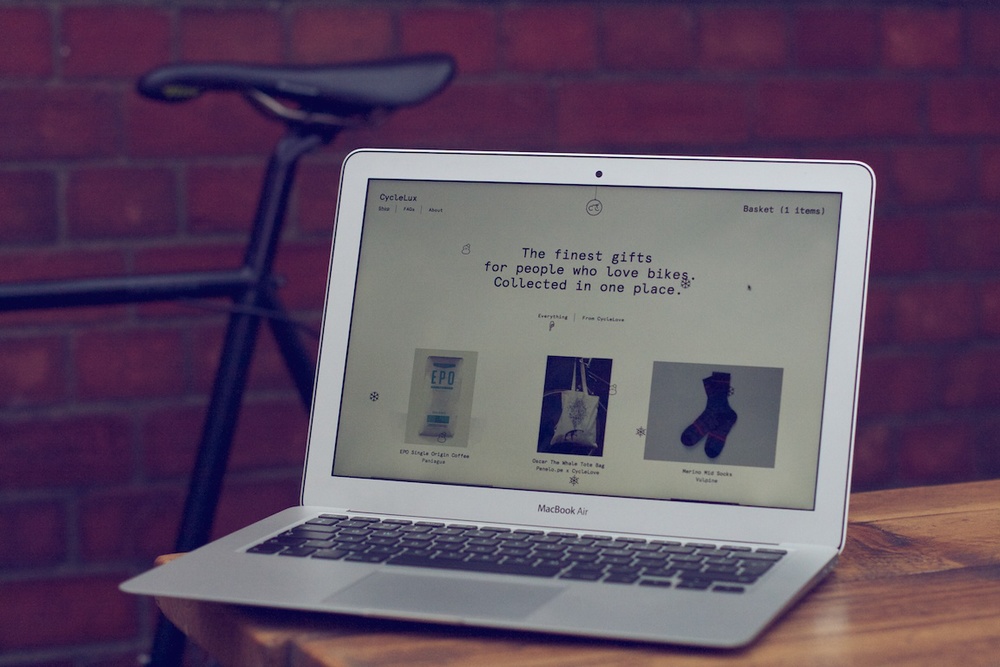 CycleLux
Shop | FAQs | About
Basket (1 items)
The finest gifts
for people who love bikes.
Collected in one place.
Everything | From CycleLove
EPO
EPO Single Origin Coffee
Paniagua
Oscar The Whale Tote Bag
Panelo.pe x CycleLove
Merino Mid Socks
Vulpine
MacBook Air